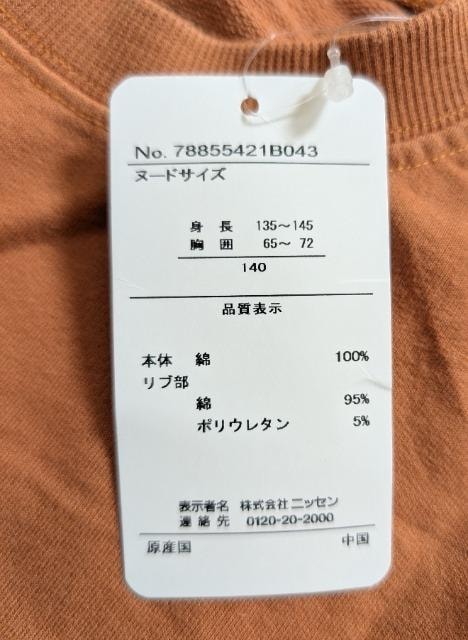 No. 78855421B043
ヌードサイズ
身 長 135～145
胸 囲 65～ 72
140
品質表示
本体 綿 100%
リブ部
綿 95%
ポリウレタン 5%
表示者名 株式会社ニッセン
連 絡 先 0120-20-2000
原産国 中国